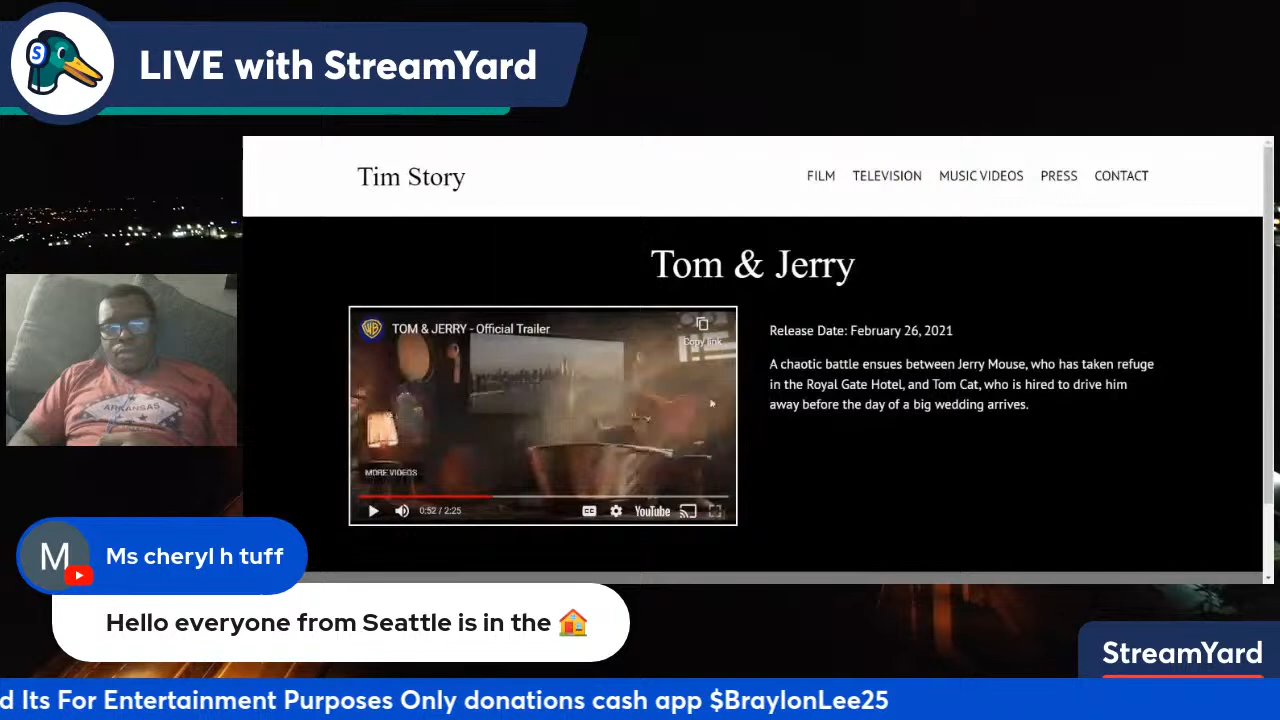 S
LIVE with StreamYard
Tim Story
FILM TELEVISION MUSIC VIDEOS PRESS CONTACT
Tom & Jerry
WB
TOM & JERRY - Official Trailer
Copy link
MORE VIDEOS
0:52 / 2:25
CC
YouTube
Release Date: February 26, 2021
A chaotic battle ensues between Jerry Mouse, who has taken refuge
in the Royal Gate Hotel, and Tom Cat, who is hired to drive him
away before the day of a big wedding arrives.
ARKANSAS
M
Ms cheryl h tuff
Hello everyone from Seattle is in the 🏠
StreamYard
d Its For Entertainment Purposes Only donations cash app $BraylonLee25